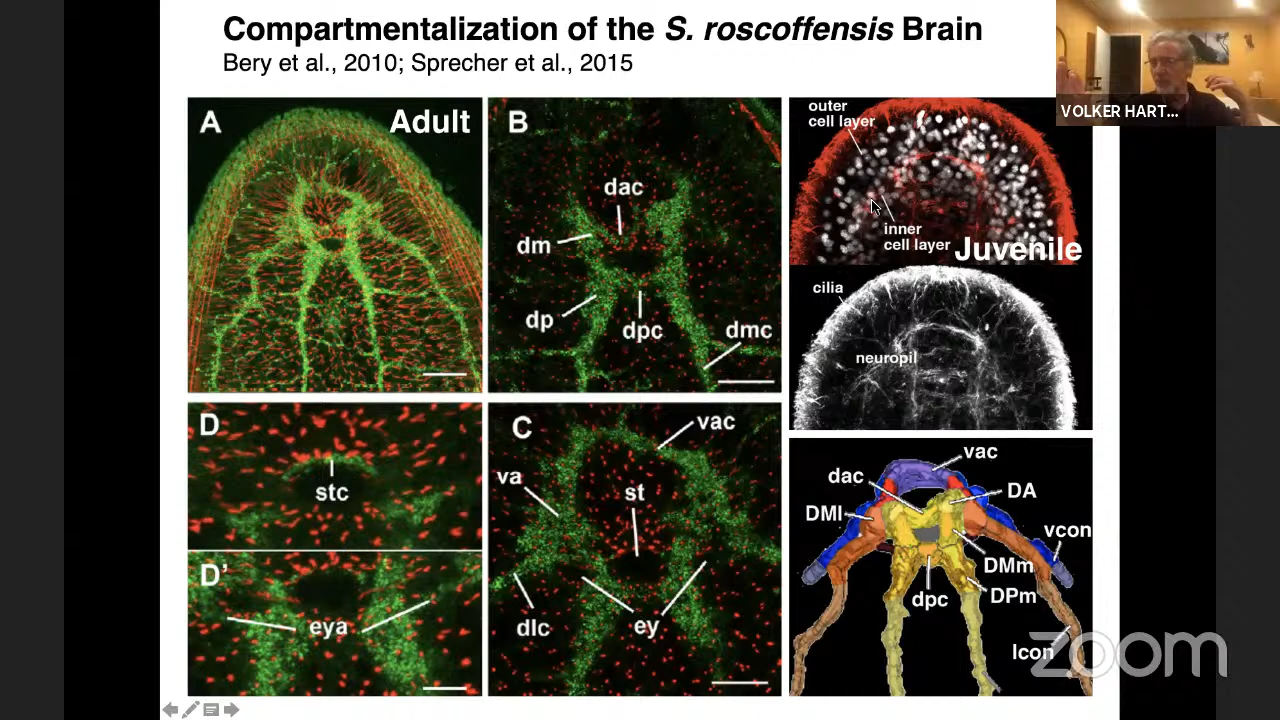 Compartmentalization of the S. roscoffensis Brain
Bery et al., 2010; Sprecher et al., 2015
VOLKER HART...
A
Adult
B
dac
dm
dp
dpc
dmc
outer
cell layer
inner
cell layer
Juvenile
cilia
neuropil
D
stc
D'
eya
C
vac
va
st
dlc
ey
vac
dac
DA
DMl
vcon
DMm
DPm
dpc
lcon
zoom